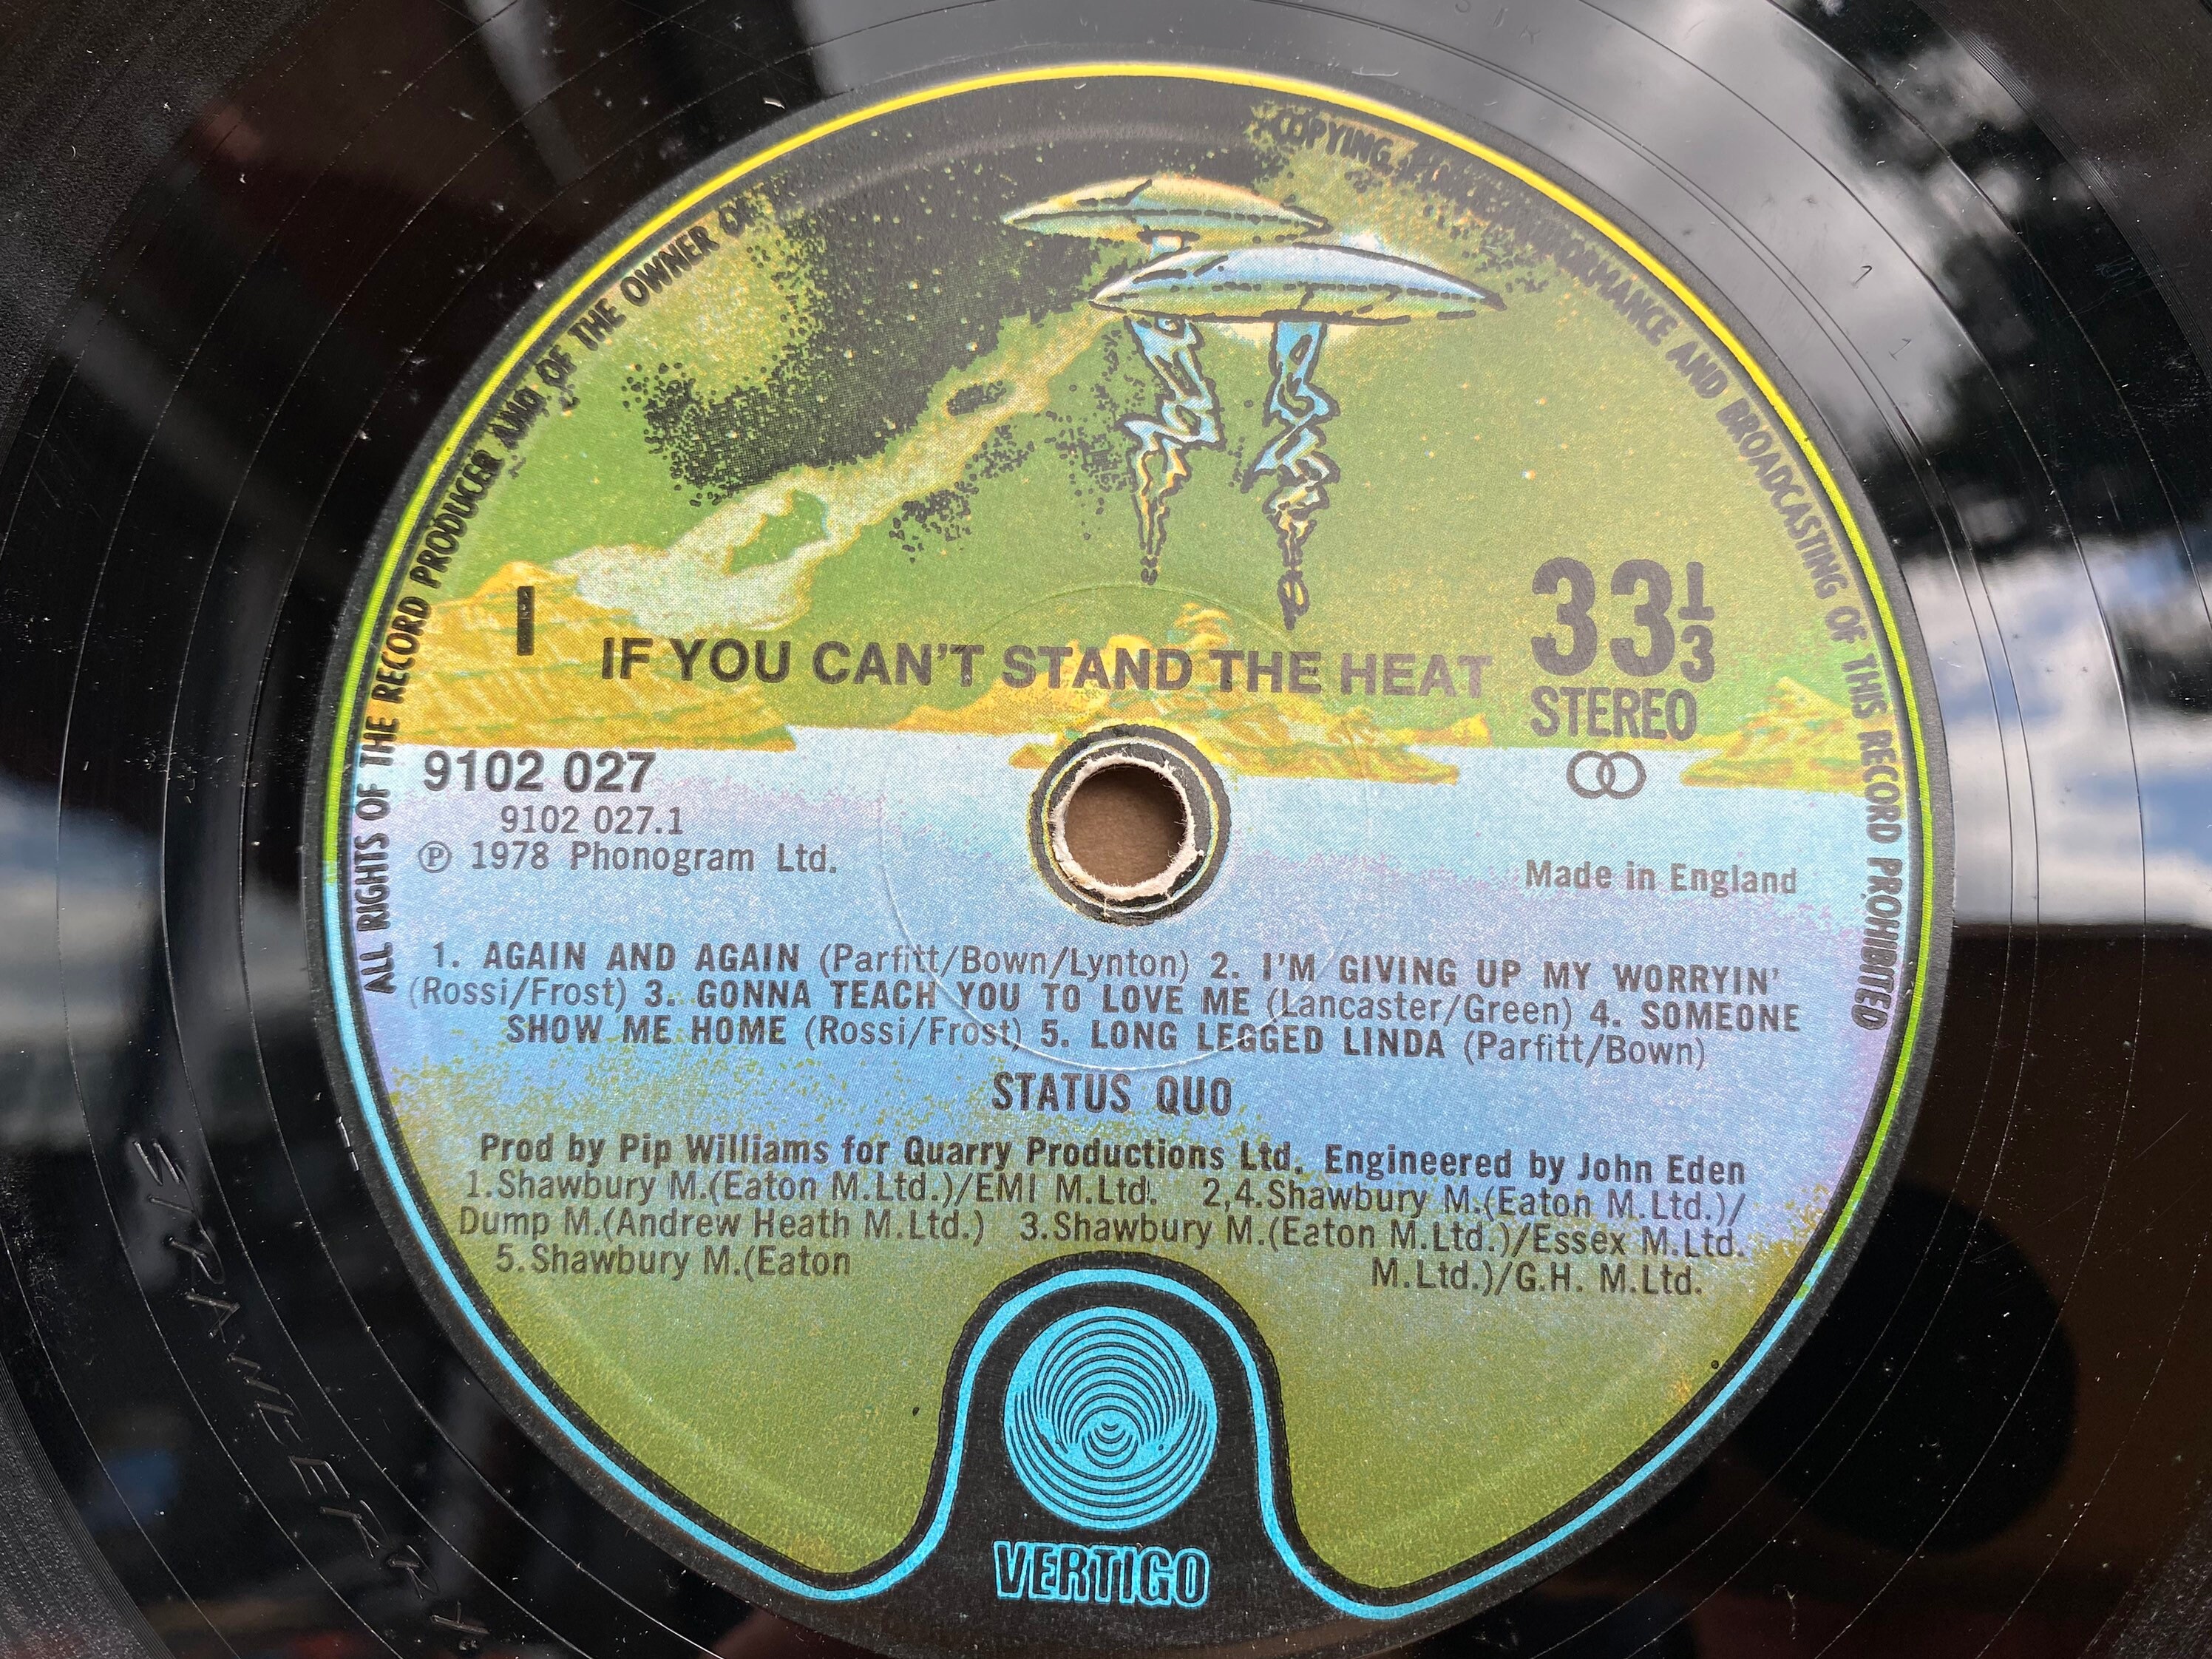 ALL RIGHTS OF THE RECORD PRODUCER AND OF THE OWNER OF
COPYING, PERFORMANCE AND BROADCASTING OF THIS RECORD PROHIBITED
1
IF YOU CAN'T STAND THE HEAT
33 1/3
STEREO
9102 027
9102 027.1
Ⓟ 1978 Phonogram Ltd.
Made in England
1. AGAIN AND AGAIN (Parfitt/Bown/Lynton) 2. I'M GIVING UP MY WORRYIN'
(Rossi/Frost) 3. GONNA TEACH YOU TO LOVE ME (Lancaster/Green) 4. SOMEONE
SHOW ME HOME (Rossi/Frost) 5. LONG LEGGED LINDA (Parfitt/Bown)
STATUS QUO
Prod by Pip Williams for Quarry Productions Ltd. Engineered by John Eden
1.Shawbury M.(Eaton M.Ltd.)/EMI M.Ltd. 2,4.Shawbury M.(Eaton M.Ltd.)/
Dump M.(Andrew Heath M.Ltd.) 3.Shawbury M.(Eaton M.Ltd.)/Essex M.Ltd.
5.Shawbury M.(Eaton M.Ltd.)/G.H. M.Ltd.
VERTIGO
STRAWBERRY